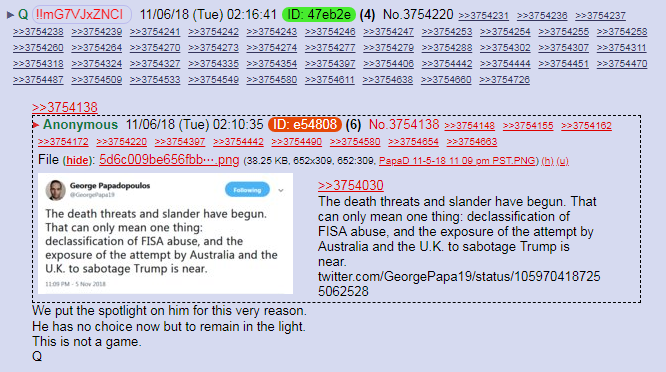 ► Q !!mG7VJxZNCI 11/06/18 (Tue) 02:16:41 ID: 47eb2e (4) No.3754220 >>3754231 >>3754236 >>3754237
>>3754238 >>3754239 >>3754241 >>3754242 >>3754243 >>3754246 >>3754247 >>3754253 >>3754254 >>3754255 >>3754258
>>3754260 >>3754264 >>3754270 >>3754273 >>3754274 >>3754277 >>3754279 >>3754288 >>3754302 >>3754307 >>3754311
>>3754318 >>3754324 >>3754327 >>3754335 >>3754354 >>3754397 >>3754406 >>3754442 >>3754444 >>3754451 >>3754470
>>3754487 >>3754509 >>3754533 >>3754549 >>3754580 >>3754611 >>3754638 >>3754660 >>3754726
>>3754138
► Anonymous 11/06/18 (Tue) 02:10:35 ID: e54808 (6) No.3754138 >>3754148 >>3754155 >>3754162
>>3754172 >>3754220 >>3754397 >>3754442 >>3754490 >>3754580 >>3754654 >>3754663
File (hide): 5d6c009be656fbb⋯.png (38.25 KB, 652x309, 652:309, PapaD 11-5-18 11 09 pm PST.PNG) (h) (u)
George Papadopoulos
@GeorgePapa19
Following
The death threats and slander have begun.
That can only mean one thing:
declassification of FISA abuse, and the
exposure of the attempt by Australia and the
U.K. to sabotage Trump is near.
11:09 PM - 5 Nov 2018
>>3754030
The death threats and slander have begun. That
can only mean one thing: declassification of
FISA abuse, and the exposure of the attempt by
Australia and the U.K. to sabotage Trump is
near.
twitter.com/GeorgePapa19/status/105970418725
5062528
We put the spotlight on him for this very reason.
He has no choice now but to remain in the light.
This is not a game.
Q